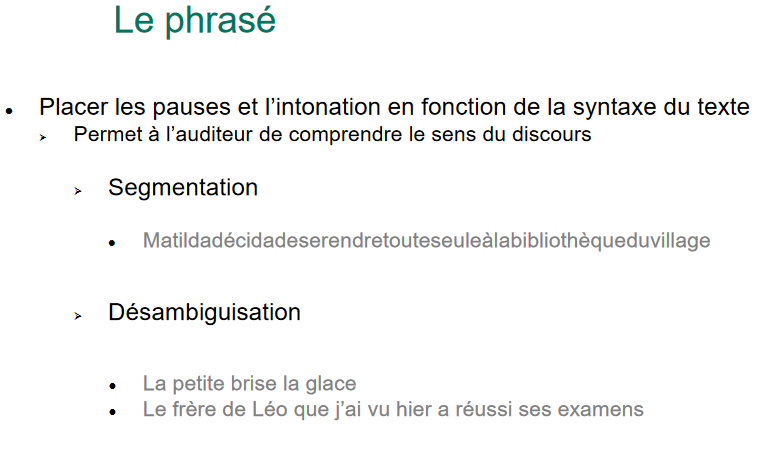 Le phrasé
Placer les pauses et l’intonation en fonction de la syntaxe du texte
Permet à l’auditeur de comprendre le sens du discours
Segmentation
Matildadécidadeserendretouteseuleàlabibliothèqueduvillage
Désambiguisation
La petite brise la glace
Le frère de Léo que j’ai vu hier a réussi ses examens